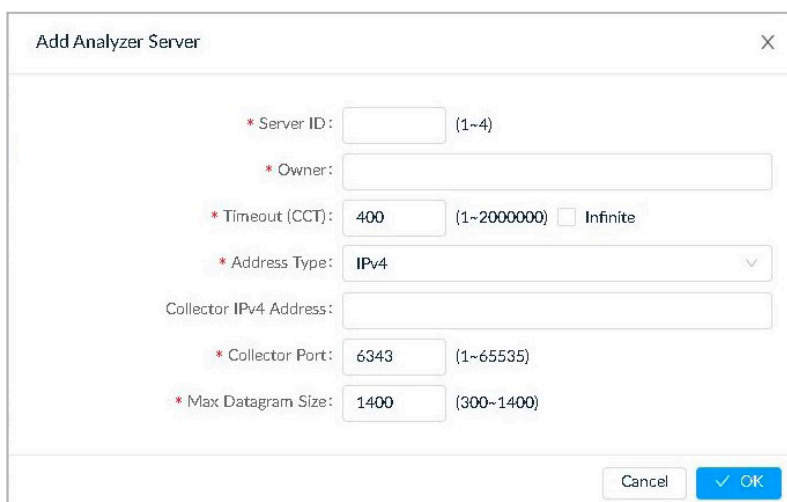 Add Analyzer Server X
* Server ID: (1~4)
* Owner:
* Timeout (CCT): 400 (1~2000000) Infinite
* Address Type: IPv4
Collector IPv4 Address:
* Collector Port: 6343 (1~65535)
* Max Datagram Size: 1400 (300~1400)
Cancel ✓ OK